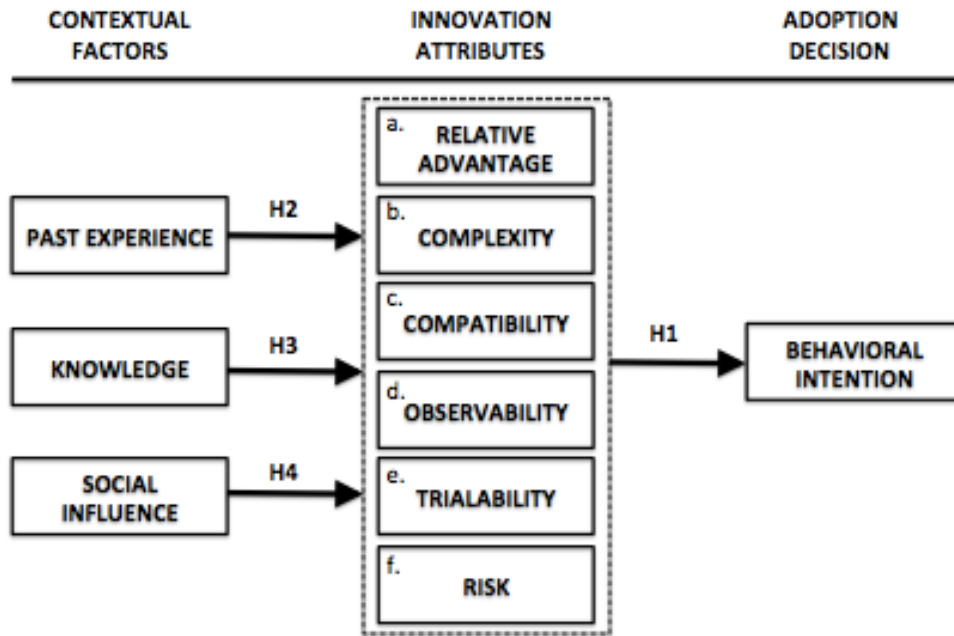 CONTEXTUAL
FACTORS
INNOVATION
ATTRIBUTES
ADOPTION
DECISION
a.
RELATIVE
ADVANTAGE
b.
COMPLEXITY
c.
COMPATIBILITY
d.
OBSERVABILITY
e.
TRIALABILITY
f.
RISK
PAST EXPERIENCE
H2
KNOWLEDGE
H3
SOCIAL
INFLUENCE
H4
H1
BEHAVIORAL
INTENTION